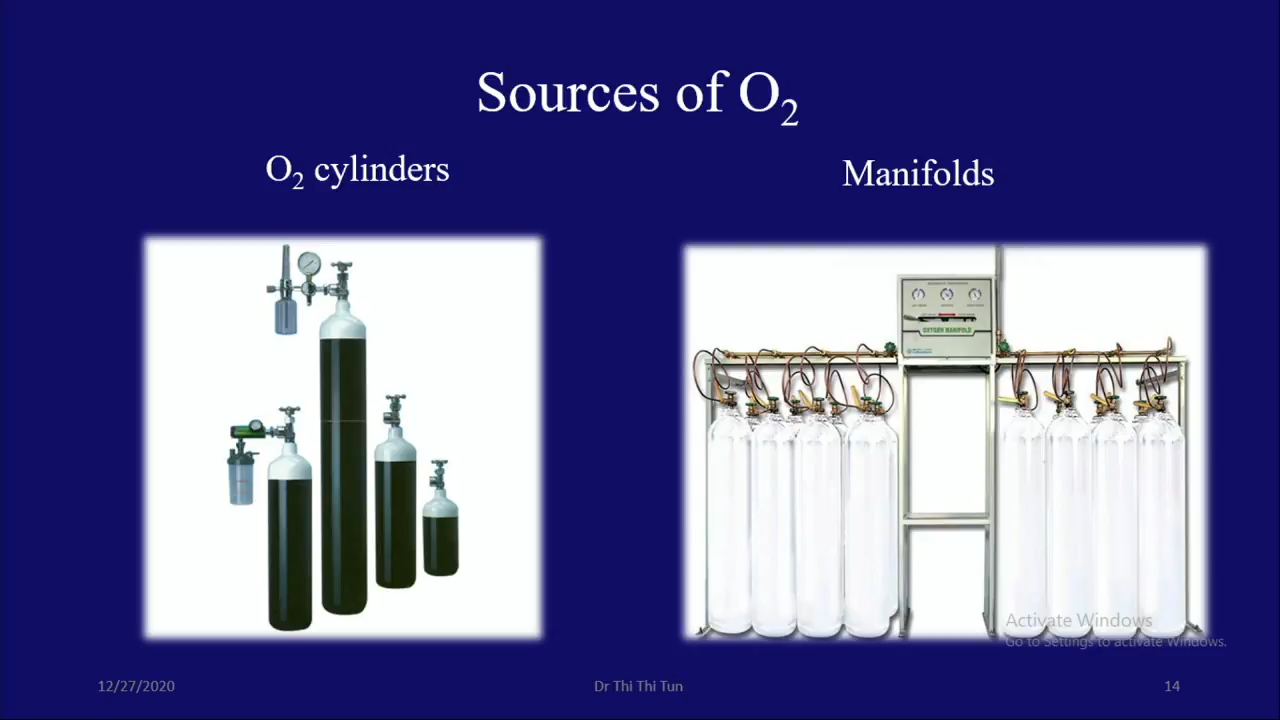 Sources of O₂
O₂ cylinders
Manifolds
OXYGEN MANIFOLD
Activate Windows
Go to Settings to activate Windows.
12/27/2020
Dr Thi Thi Tun
14